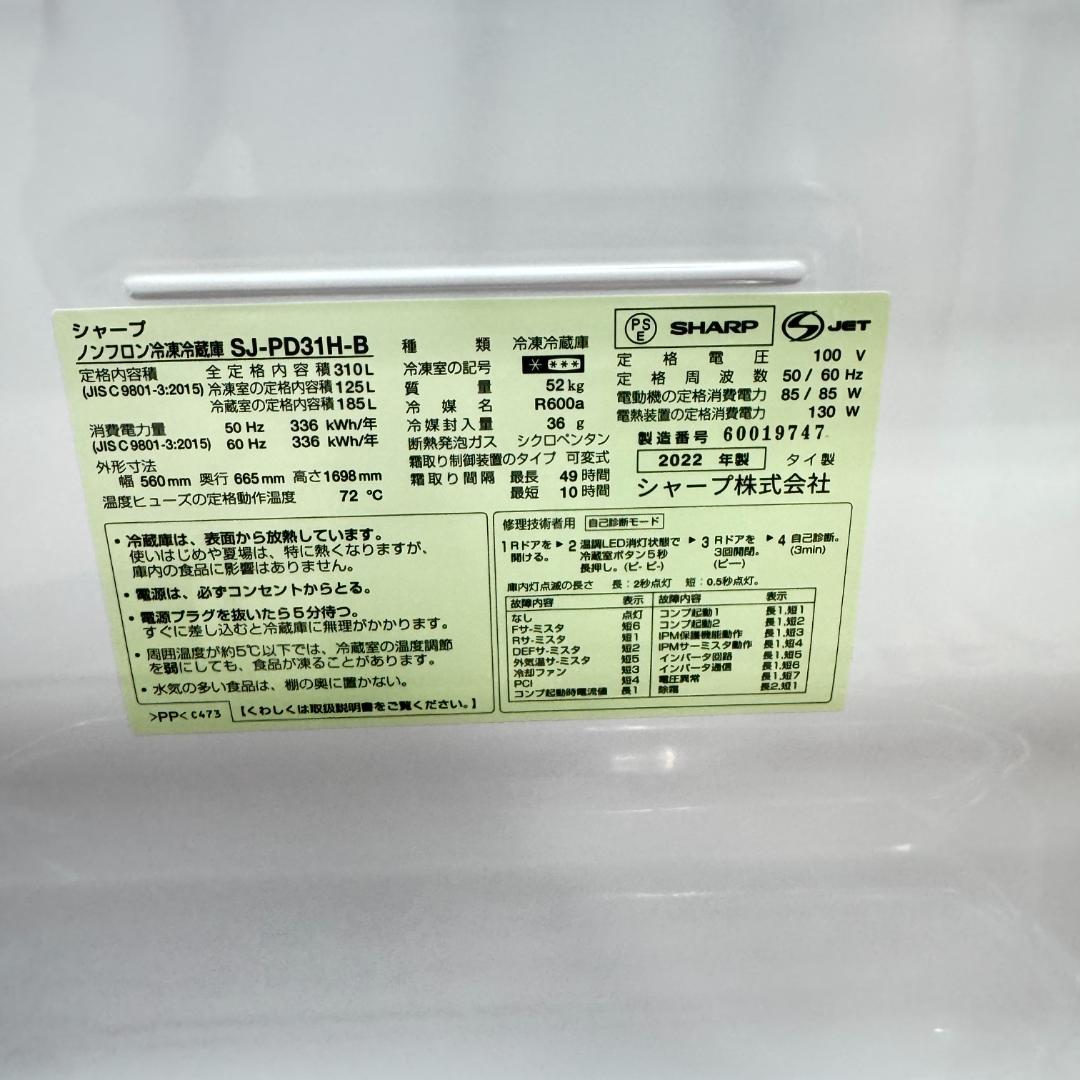 シャープ
ノンフロン冷凍冷蔵庫 SJ-PD31H-B
定格内容積 全定格内容積 310L
(JIS C 9801-3:2015) 冷凍室の定格内容積 125L
冷蔵室の定格内容積 185L
消費電力量 50 Hz 336 kWh/年
(JIS C 9801-3:2015) 60 Hz 336 kWh/年
外形寸法
幅 560mm 奥行 665mm 高さ 1698mm
温度ヒューズの定格動作温度 72 ℃
種類 冷凍冷蔵庫
冷凍室の記号 * ***
質量 52kg
冷媒名 R600a
冷媒封入量 36 g
断熱発泡ガス シクロペンタン
霜取り制御装置のタイプ 可変式
霜取り間隔 最長 49 時間
最短 10 時間
PSE SHARP S JET
定格電圧 100 V
定格周波数 50/60 Hz
電動機の定格消費電力 85/85 W
電熱装置の定格消費電力 130 W
製造番号 60019747
2022 年製 タイ製
シャープ株式会社
・冷蔵庫は、表面から放熱しています。
使いはじめや夏場は、特に熱くなりますが、
庫内の食品に影響はありません。
・電源は、必ずコンセントからとる。
・電源プラグを抜いたら5分待つ。
すぐに差し込むと冷蔵庫に無理がかかります。
・周囲温度が約5℃以下では、冷蔵室の温度調節
を弱にしても、食品が凍ることがあります。
・水気の多い食品は、棚の奥に置かない。
>PP< C473 【くわしくは取扱説明書をご覧ください。】
修理技術者用 自己診断モード
1 Rドアを開ける。 ▶ 2 温調LED消灯状態で冷蔵室ボタン5秒長押し。(ピーピー) ▶ 3 Rドアを3回開閉。(ピー) ▶ 4 自己診断。(3min)
庫内灯点滅の長さ 長：2秒点灯 短：0.5秒点灯。
故障内容 表示 故障内容 表示
なし 点灯 コンプ起動1 長1,短1
Fサーミスタ 短6 コンプ起動2 長1,短2
Rサーミスタ 短1 IPM保護機能動作 長1,短3
DEFサーミスタ 短2 IPMサーミスタ動作 長1,短4
外気温サーミスタ 短5 インバータ回路 長1,短5
冷却ファン 短3 インバータ通信 長1,短6
PCI 短4 電圧異常 長1,短7
コンプ起動時電流値 長1 除霜 長2,短1